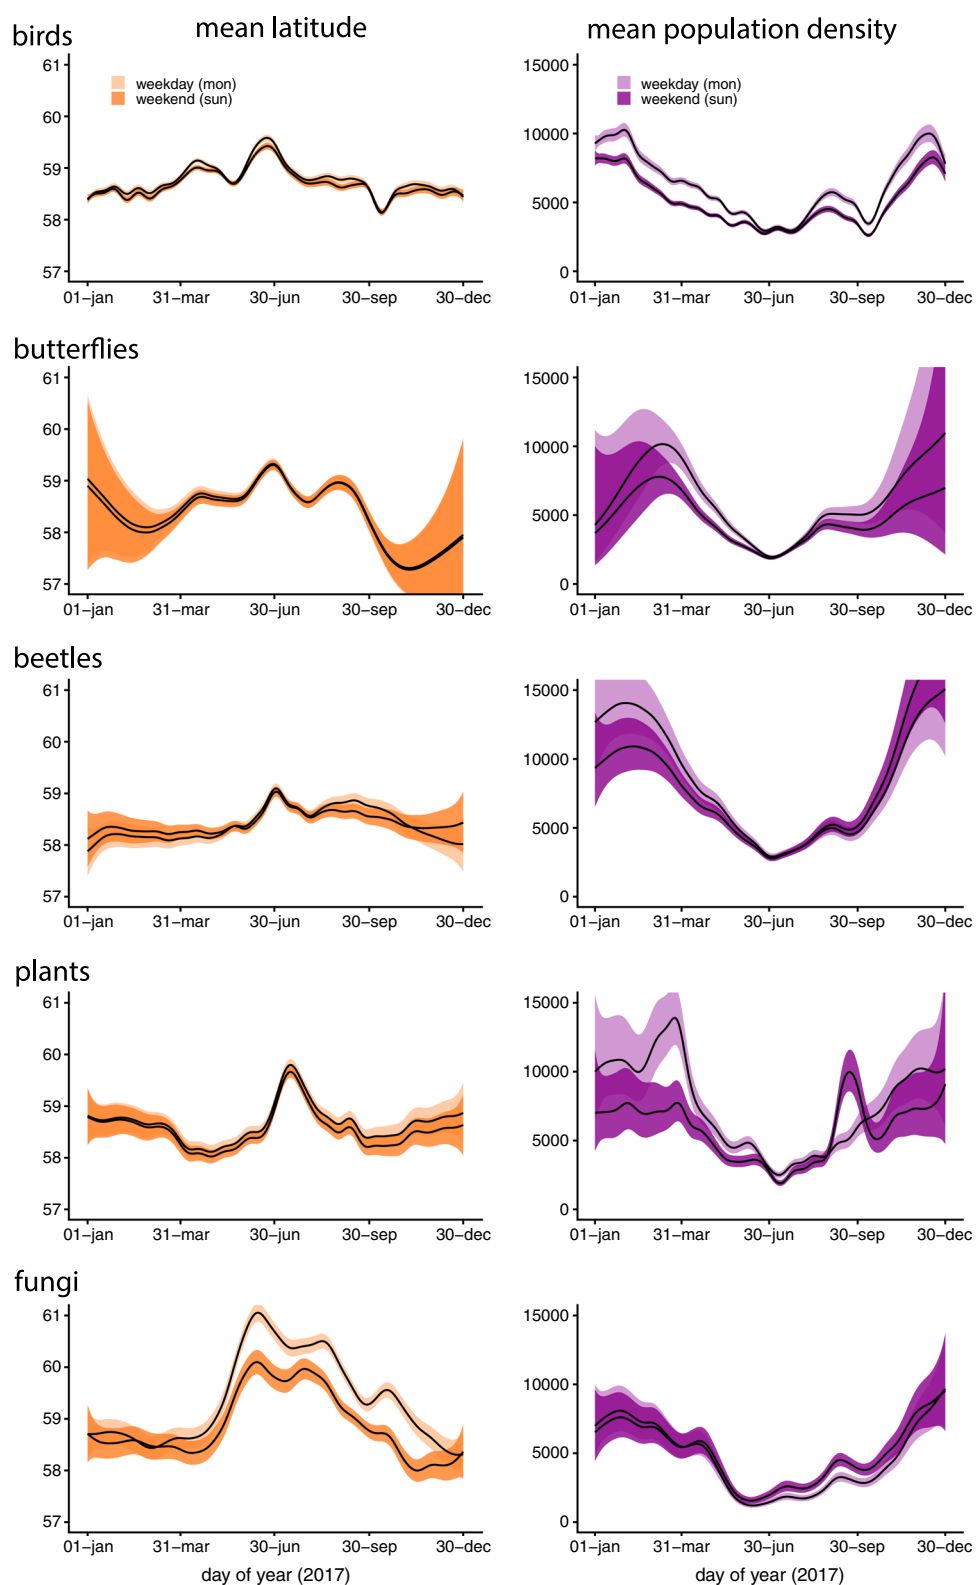 birds
mean latitude
mean population density
61
60
59
58
57
weekday (mon)
weekend (sun)
01–jan 31–mar 30–jun 30–sep 30–dec
15000
10000
5000
0
weekday (mon)
weekend (sun)
01–jan 31–mar 30–jun 30–sep 30–dec
butterflies
61
60
59
58
57
01–jan 31–mar 30–jun 30–sep 30–dec
15000
10000
5000
0
01–jan 31–mar 30–jun 30–sep 30–dec
beetles
61
60
59
58
57
01–jan 31–mar 30–jun 30–sep 30–dec
15000
10000
5000
0
01–jan 31–mar 30–jun 30–sep 30–dec
plants
61
60
59
58
57
01–jan 31–mar 30–jun 30–sep 30–dec
15000
10000
5000
0
01–jan 31–mar 30–jun 30–sep 30–dec
fungi
61
60
59
58
57
01–jan 31–mar 30–jun 30–sep 30–dec
day of year (2017)
15000
10000
5000
0
01–jan 31–mar 30–jun 30–sep 30–dec
day of year (2017)